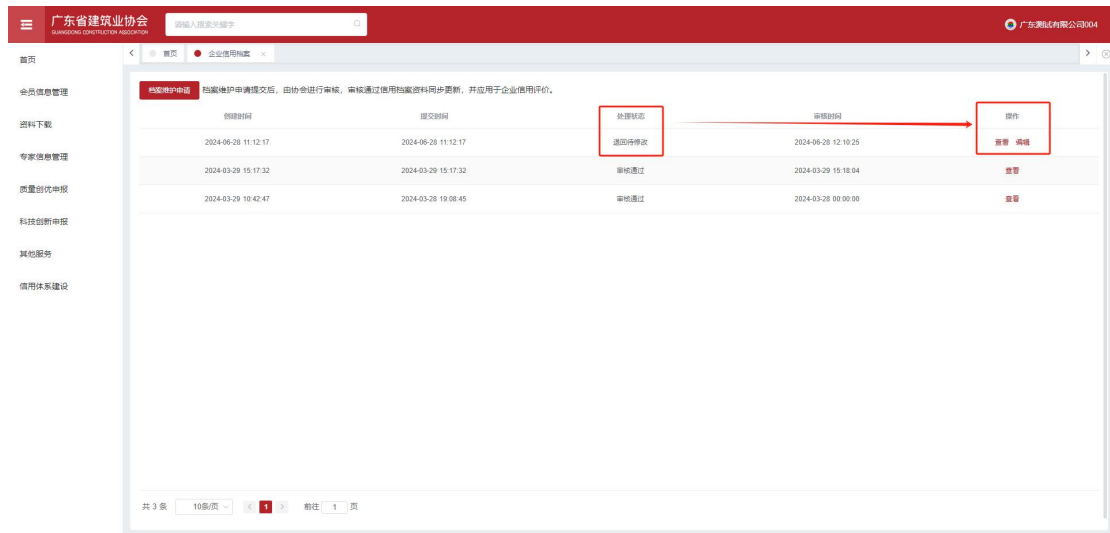 广东省建筑业协会
GUANGDONG CONSTRUCTION ASSOCIATION
请输入搜索关键字
广东测试有限公司004
首页
会员信息管理
资料下载
专家信息管理
质量创优申报
科技创新申报
其他服务
信用体系建设
首页 企业信用档案
档案维护申请 档案维护申请提交后，由协会进行审核，审核通过信用档案资料同步更新，并应用于企业信用评价。
创建时间 提交时间 处理状态 审核时间 操作
2024-06-28 11:12:17 2024-06-28 11:12:17 退回待修改 2024-06-28 12:10:25 查看 编辑
2024-03-29 15:17:32 2024-03-29 15:17:32 审核通过 2024-03-29 15:18:04 查看
2024-03-29 10:42:47 2024-03-28 19:08:45 审核通过 2024-03-28 00:00:00 查看
共 3 条 10条/页 1 前往 1 页